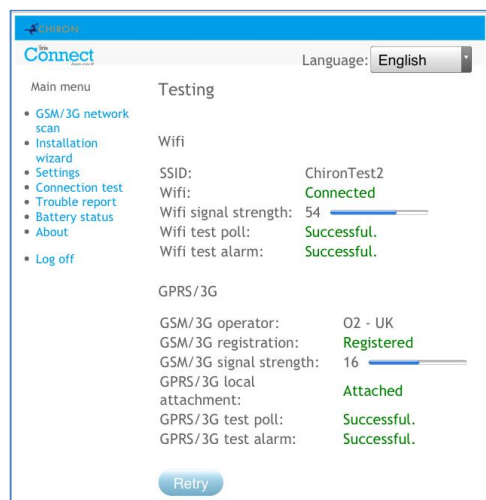 CHIRON
iris
Connect
Language: English
Main menu
GSM/3G network
scan
Installation
wizard
Settings
Connection test
Trouble report
Battery status
About
Log off
Testing
Wifi
SSID: ChironTest2
Wifi: Connected
Wifi signal strength: 54
Wifi test poll: Successful.
Wifi test alarm: Successful.
GPRS/3G
GSM/3G operator: O2 - UK
GSM/3G registration: Registered
GSM/3G signal strength: 16
GPRS/3G local
attachment: Attached
GPRS/3G test poll: Successful.
GPRS/3G test alarm: Successful.
Retry